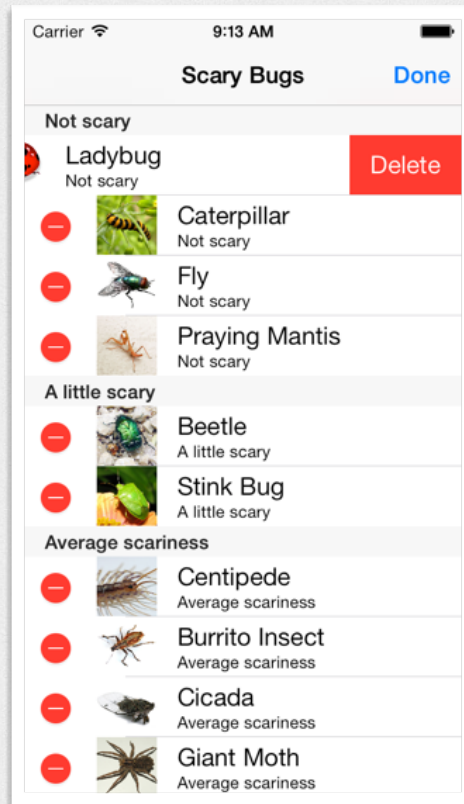 Carrier 9:13 AM
Scary Bugs Done
Not scary
Ladybug
Not scary
Delete
Caterpillar
Not scary
Fly
Not scary
Praying Mantis
Not scary
A little scary
Beetle
A little scary
Stink Bug
A little scary
Average scariness
Centipede
Average scariness
Burrito Insect
Average scariness
Cicada
Average scariness
Giant Moth
Average scariness